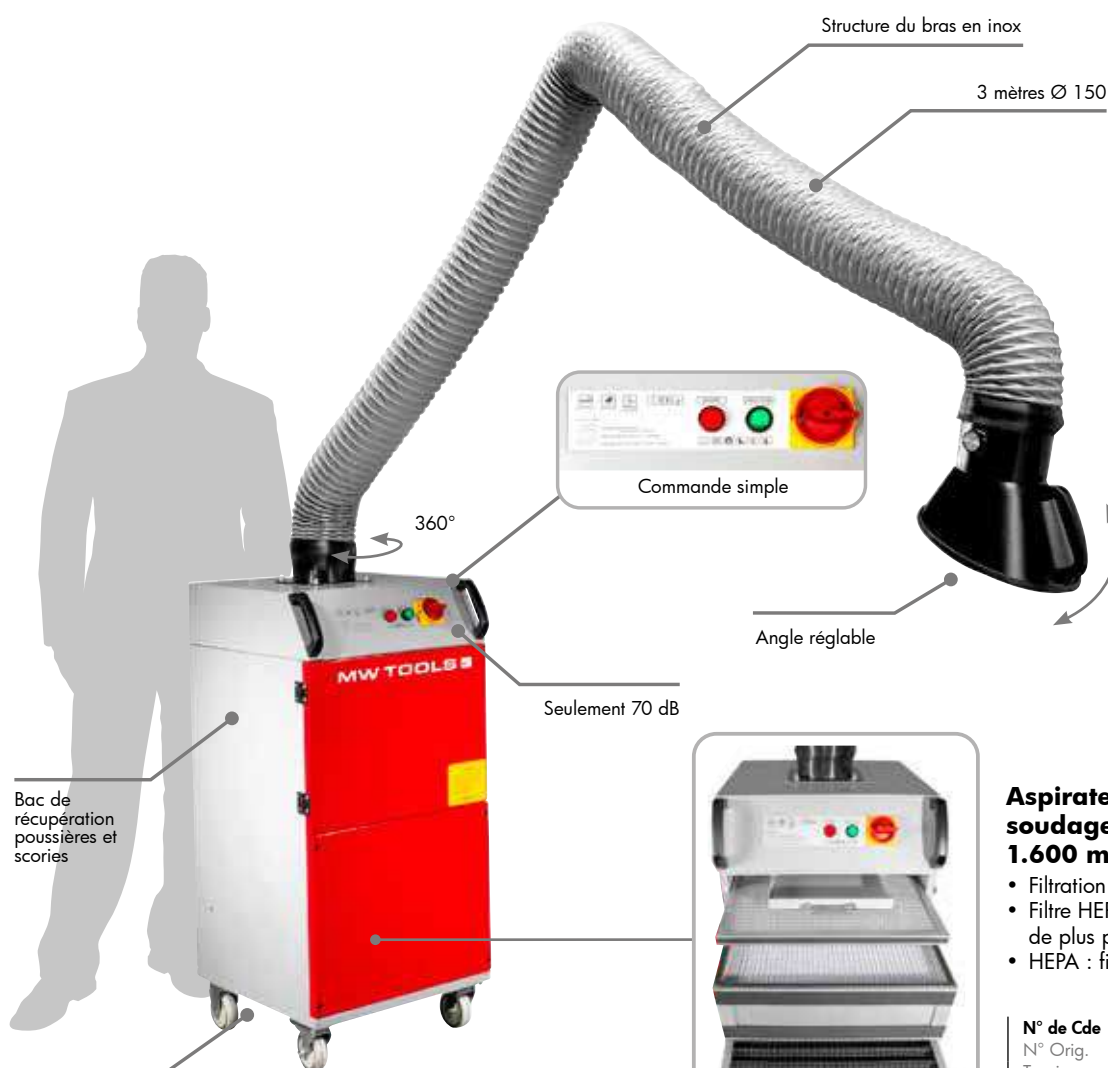 Structure du bras en inox
3 mètres Ø 150
Commande simple
360°
Angle réglable
MW TOOLS
Seulement 70 dB
Bac de
récupération
poussières et
scories
Aspirate
soudage
1.600 m
• Filtration
• Filtre HEP
de plus p
• HEPA : fi
N° de Cde
N° Orig.